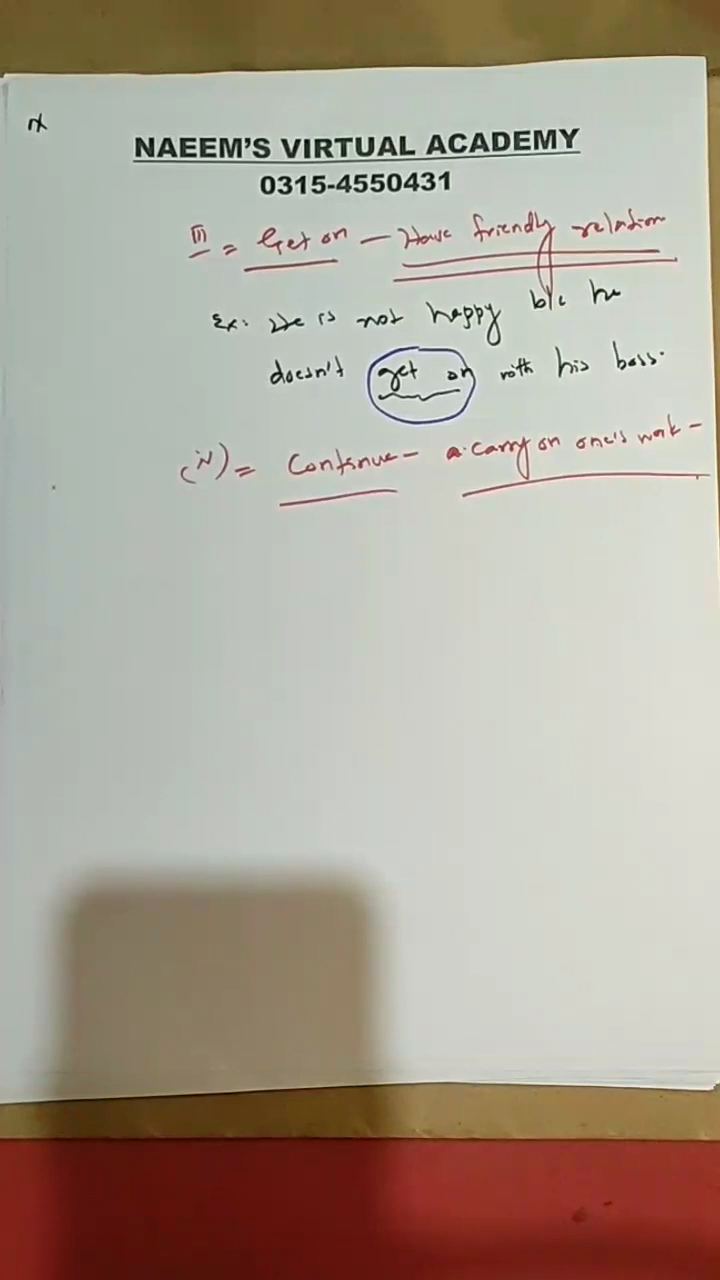 NAEEM'S VIRTUAL ACADEMY
0315-4550431
III = Get on – Have friendly relation
Ex: He is not happy b/c he
doesn't get on with his boss.
(iv) = Continue – a. carry on one's work –